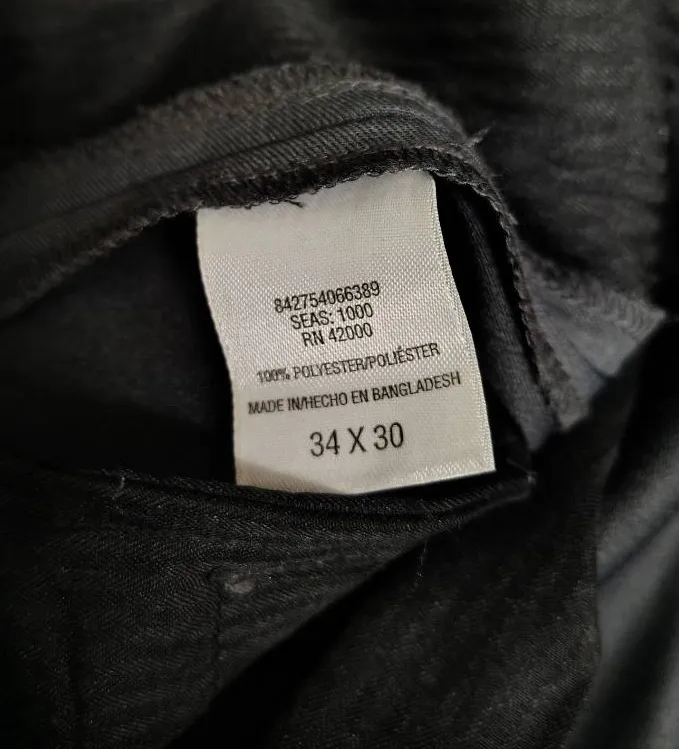 842754066389
SEAS: 1000
RN 42000
100% POLYESTER/POLIÉSTER
MADE IN/HECHO EN BANGLADESH
34 X 30